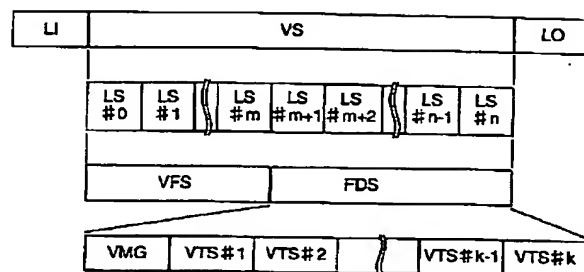 LI VS LO
LS #0 LS #1 LS #m LS #m+1 LS #m+2 LS #n-1 LS #n
VFS FDS
VMG VTS#1 VTS#2 VTS#k-1 VTS#k